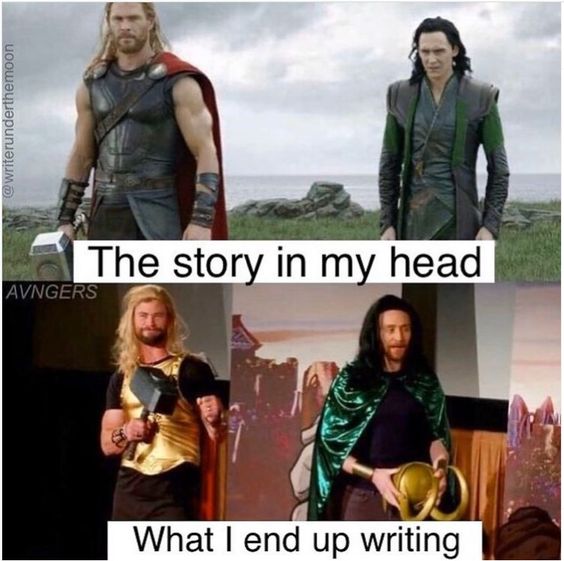 @writerunderthemoon
The story in my head
AVNGERS
What I end up writing